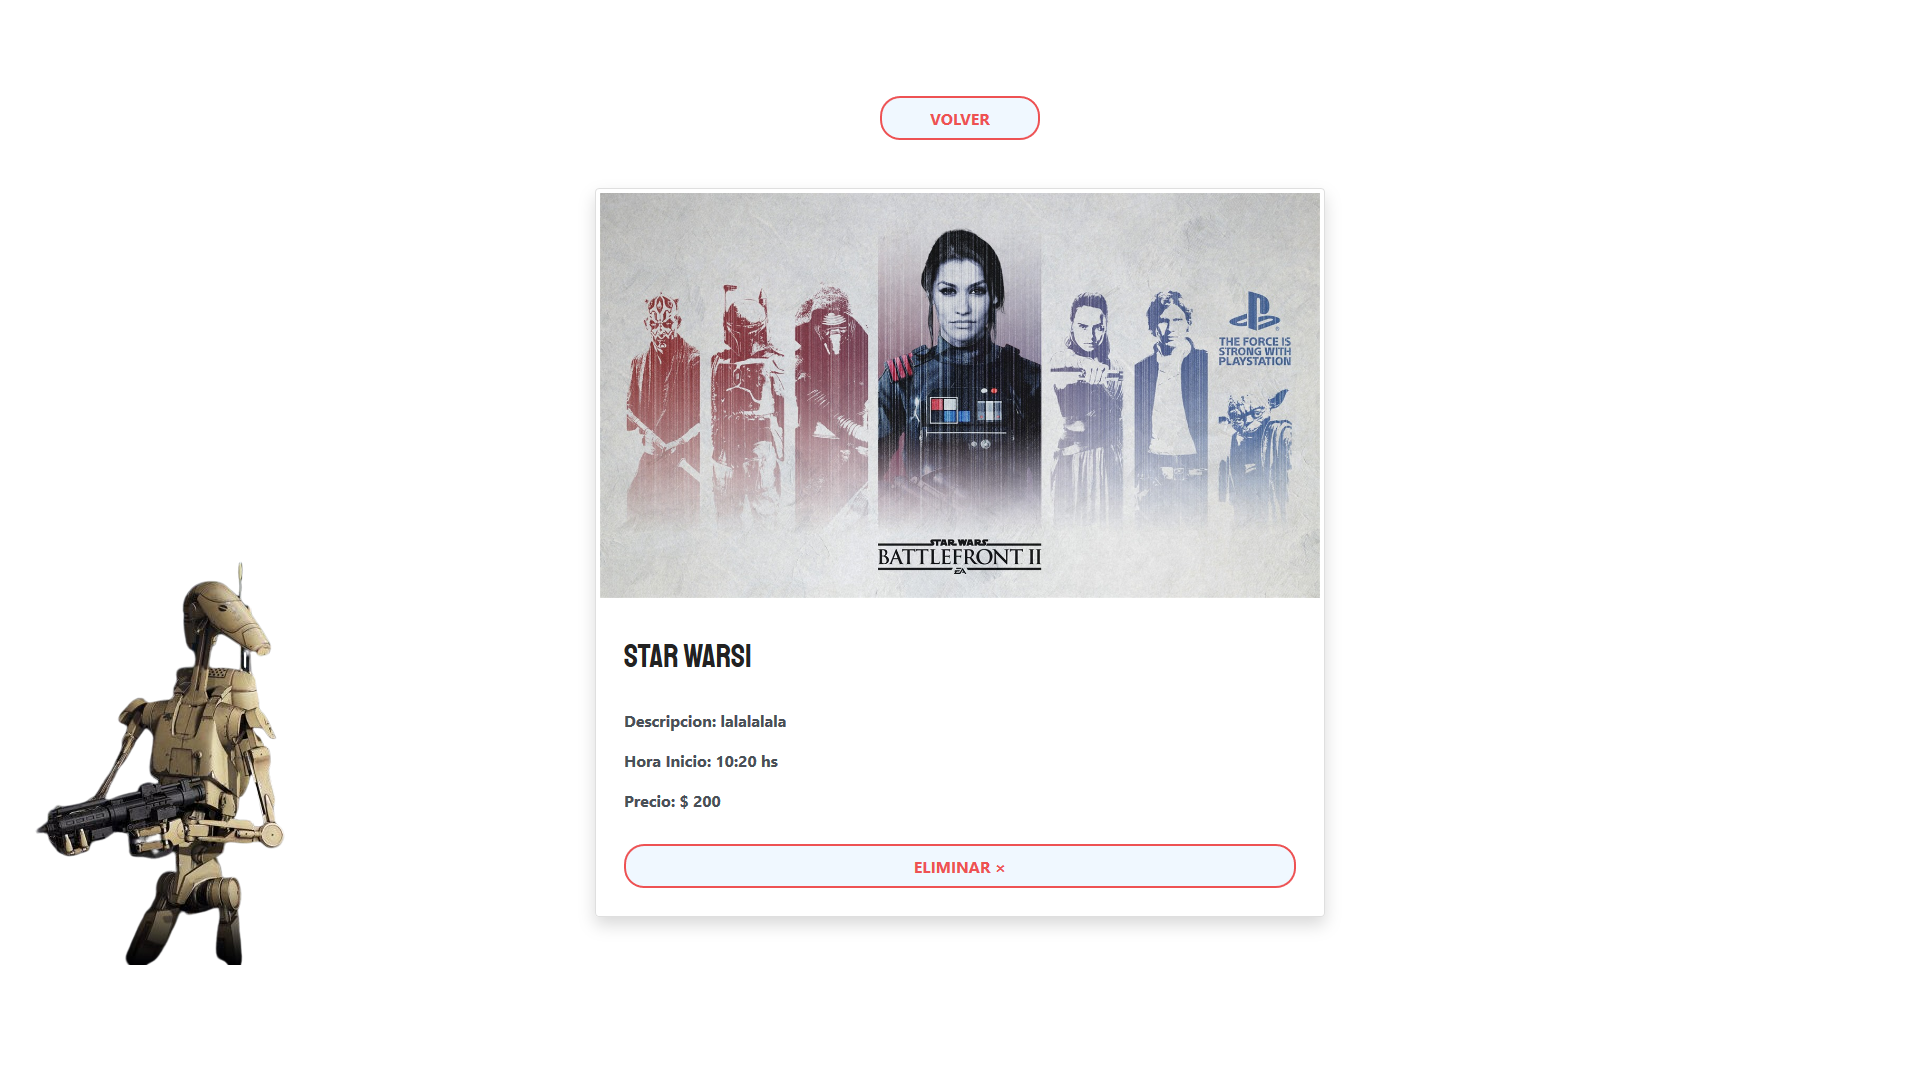 VOLVER
THE FORCE IS
STRONG WITH
PLAYSTATION
STAR WARS
BATTLEFRONT II
EA
STAR WARSI
Descripcion: lalalalala
Hora Inicio: 10:20 hs
Precio: $ 200
ELIMINAR ×